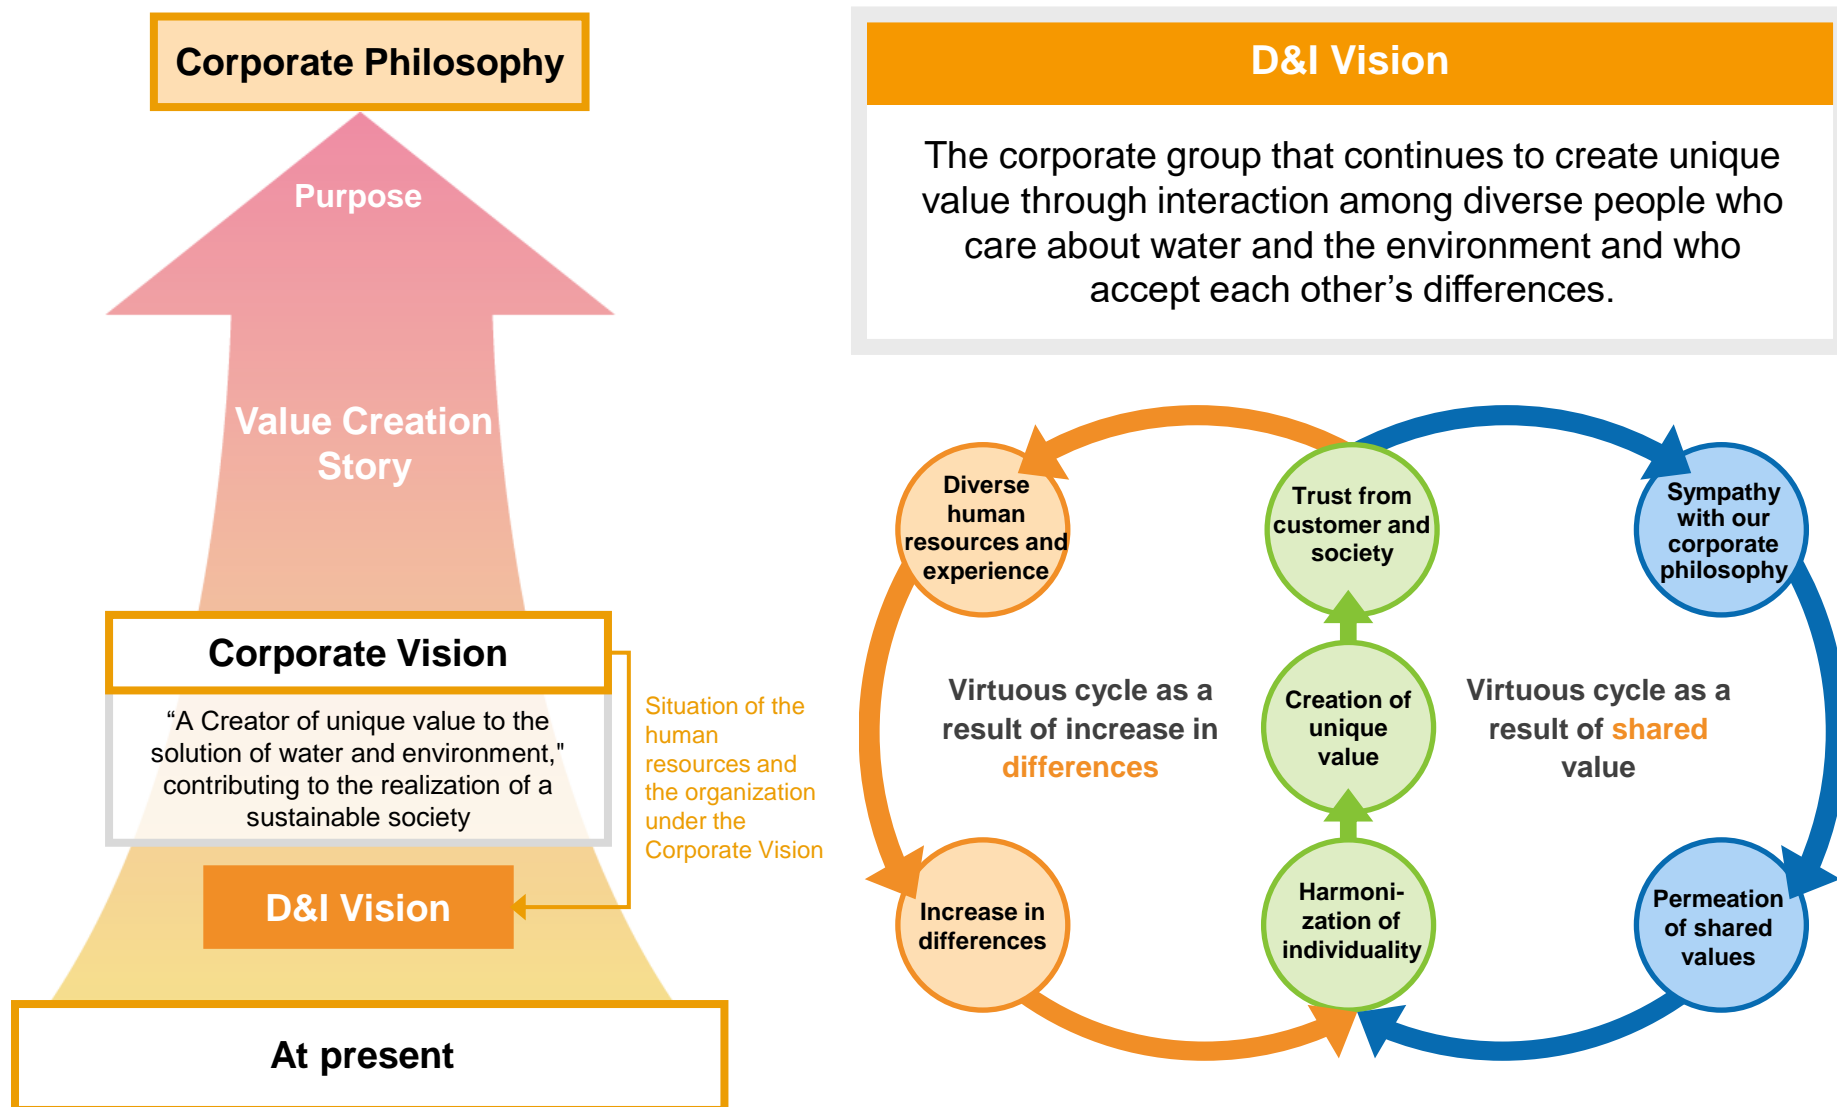 Corporate Philosophy
Purpose
Value Creation
Story
Corporate Vision
“A Creator of unique value to the
solution of water and environment,"
contributing to the realization of a
sustainable society
Situation of the
human
resources and
the organization
under the
Corporate Vision
D&I Vision
At present
D&I Vision
The corporate group that continues to create unique
value through interaction among diverse people who
care about water and the environment and who
accept each other’s differences.
Diverse
human
resources and
experience
Trust from
customer and
society
Sympathy
with our
corporate
philosophy
Virtuous cycle as a
result of increase in
differences
Creation of
unique
value
Virtuous cycle as a
result of shared
value
Increase in
differences
Harmoni-
zation of
individuality
Permeation
of shared
values